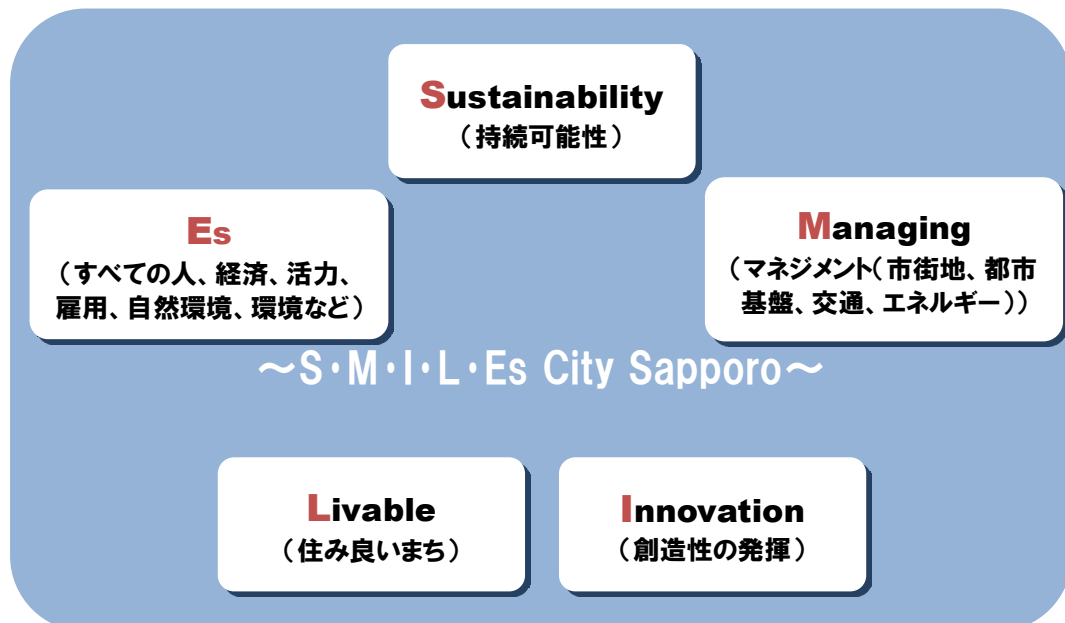 Sustainability
（持続可能性）
Es
（すべての人、経済、活力、
雇用、自然環境、環境など）
Managing
（マネジメント（市街地、都市
基盤、交通、エネルギー））
～S・M・I・L・Es City Sapporo～
Livable
（住み良いまち）
Innovation
（創造性の発揮）